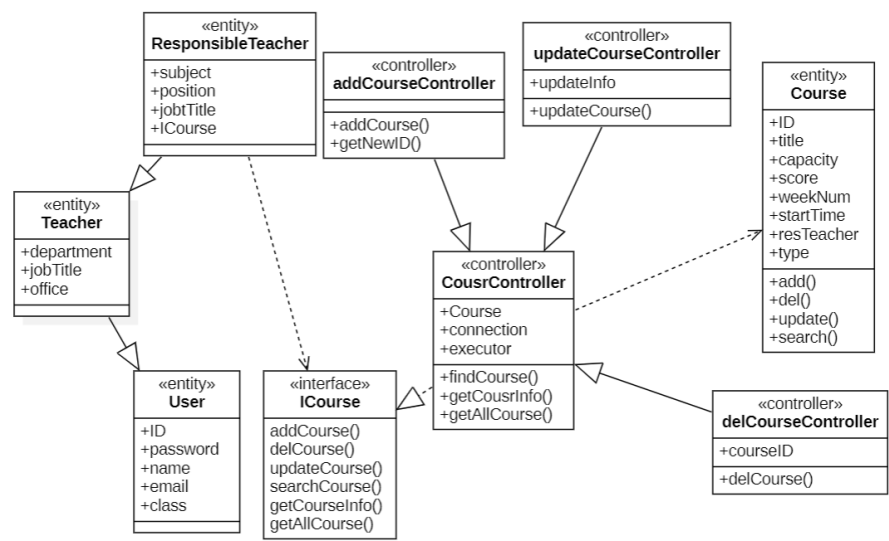 «entity»
ResponsibleTeacher
+subject
+position
+jobtTitle
+ICourse
«controller»
addCourseController
+addCourse()
+getNewID()
«controller»
updateCourseController
+updateInfo
+updateCourse()
«entity»
Course
+ID
+title
+capacity
+score
+weekNum
+startTime
+resTeacher
+type
+add()
+del()
+update()
+search()
«entity»
Teacher
+department
+jobTitle
+office
«controller»
CousrController
+Course
+connection
+executor
+findCourse()
+getCousrInfo()
+getAllCourse()
«entity»
User
+ID
+password
+name
+email
+class
«interface»
ICourse
addCourse()
delCourse()
updateCourse()
searchCourse()
getCourseInfo()
getAllCourse()
«controller»
delCourseController
+courseID
+delCourse()